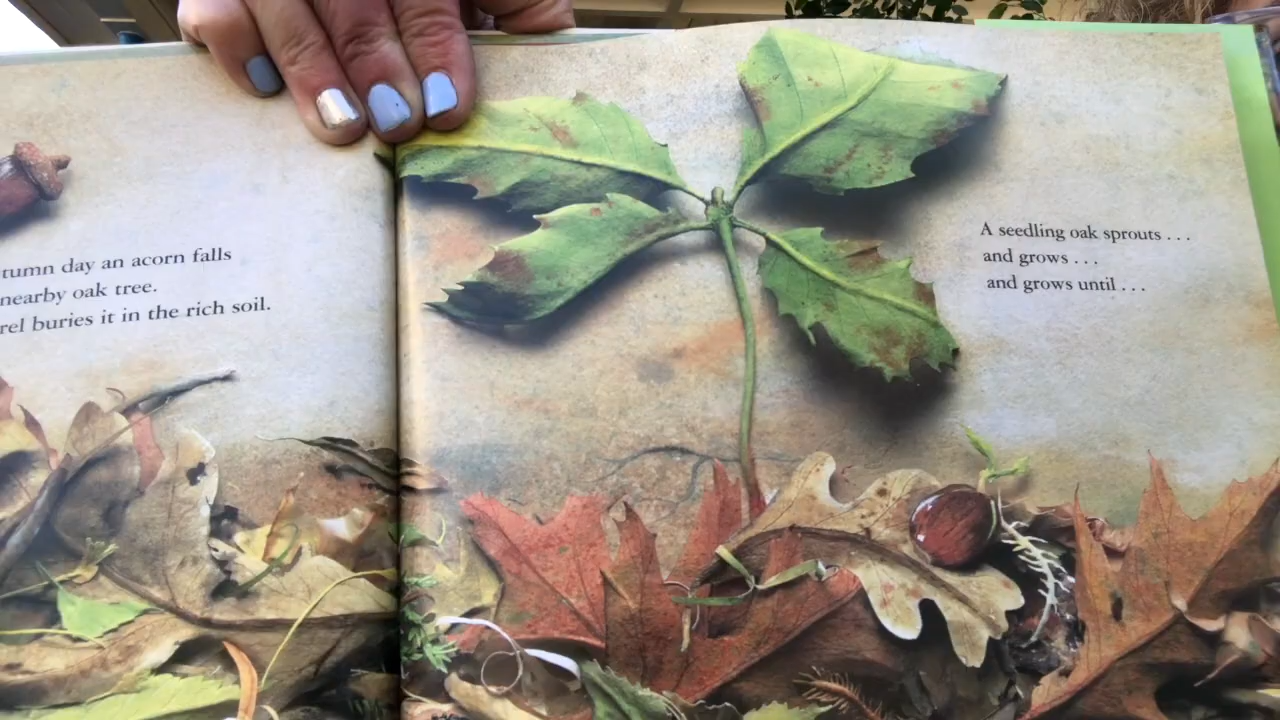 tumn day an acorn falls
nearby oak tree.
rel buries it in the rich soil.
A seedling oak sprouts . . .
and grows . . .
and grows until . . .